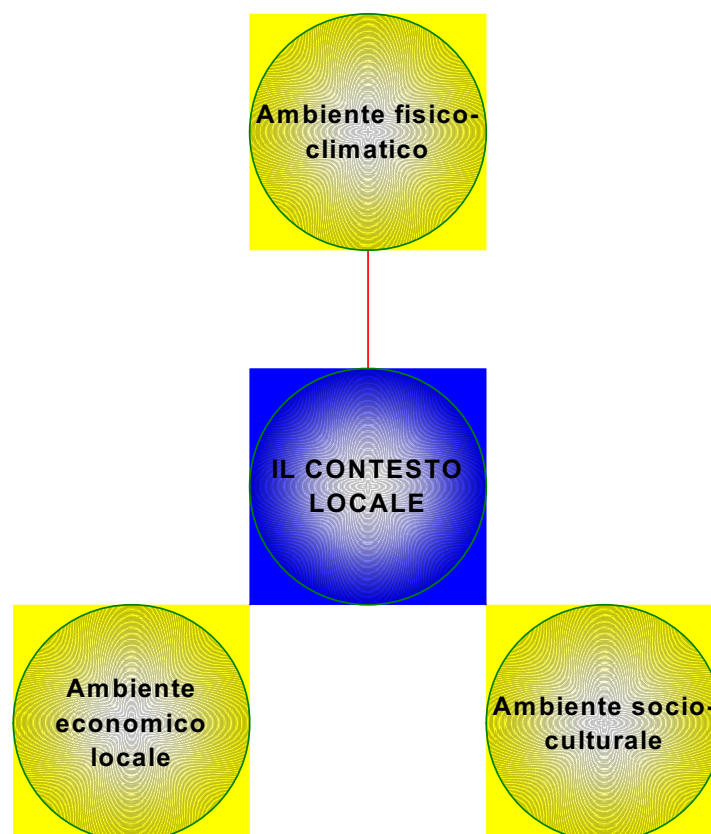 Ambiente fisico-
climatico
IL CONTESTO
LOCALE
Ambiente
economico
locale
Ambiente socio-
culturale